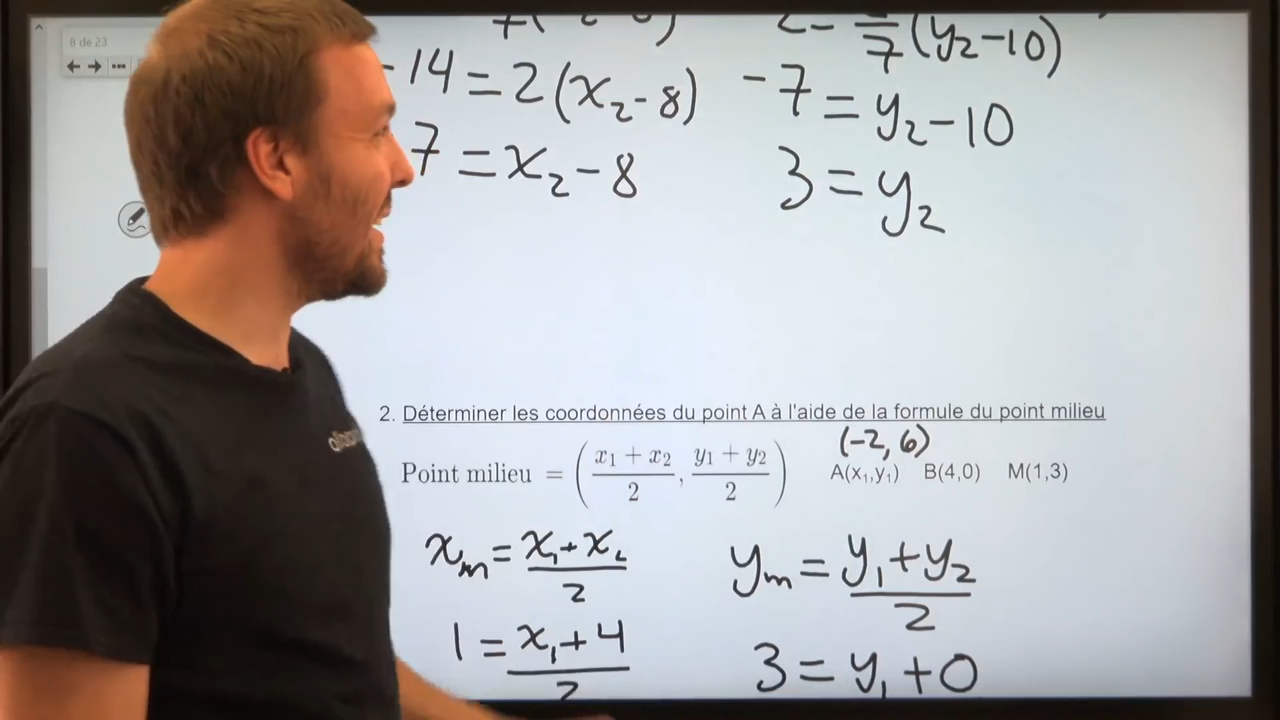 8 de 23
-14 = 2(x₂-8)
7 = x₂-8
(y₂-10)
-7 = y₂-10
3 = y₂
2. Déterminer les coordonnées du point A à l'aide de la formule du point milieu
(-2, 6)
Point milieu = ( x₁ + x₂ / 2 , y₁ + y₂ / 2 ) A(x₁,y₁) B(4,0) M(1,3)
xₘ = x₁+x₂ / 2
1 = x₁+4 / 2
yₘ = y₁+y₂ / 2
3 = y₁+0